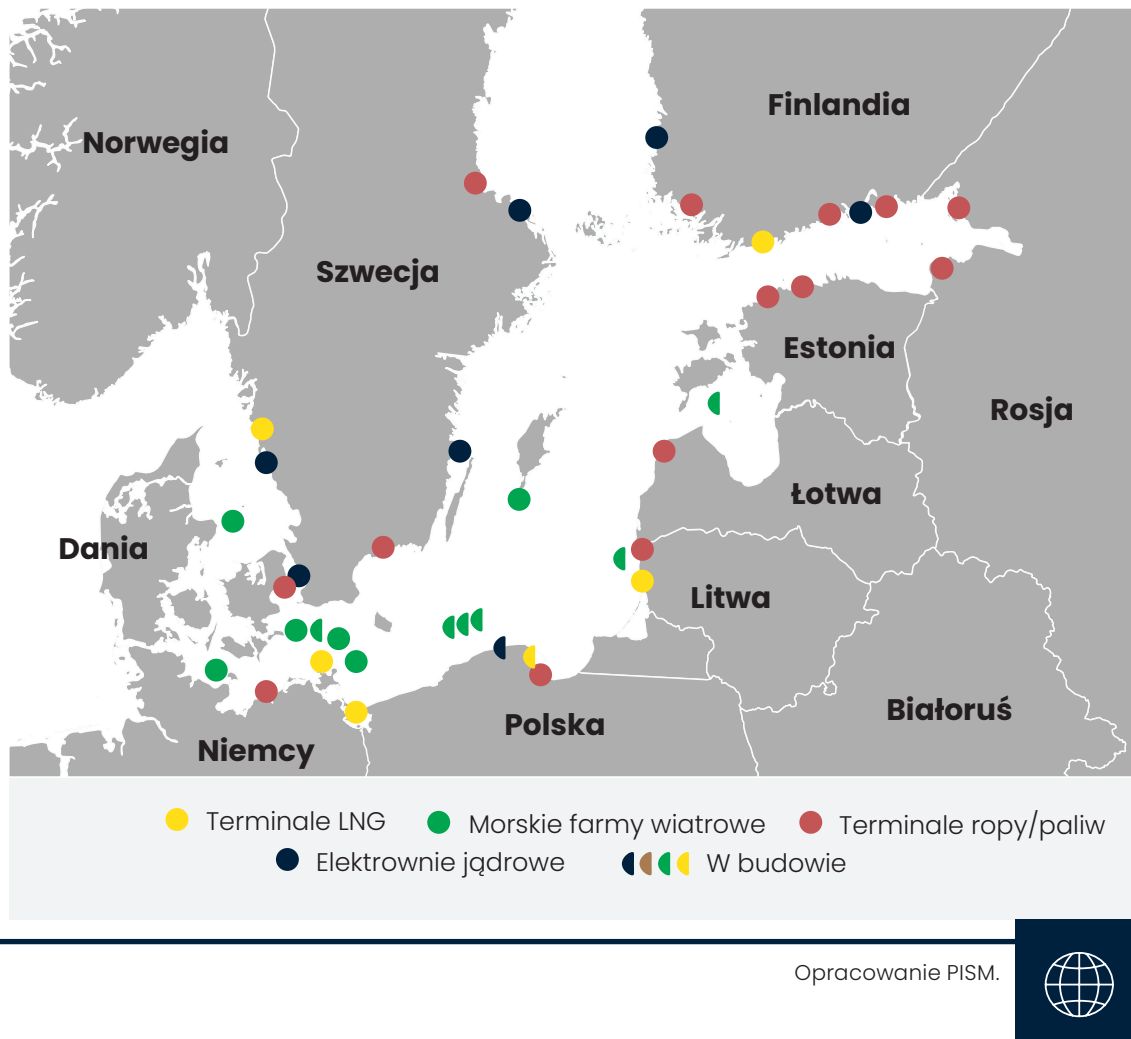 Finlandia
Norwegia
Szwecja
Estonia
Rosja
Łotwa
Dania
Litwa
Białoruś
Polska
Niemcy
Terminale LNG
Morskie farmy wiatrowe
Terminale ropy/paliw
Elektrownie jądrowe
W budowie
Opracowanie PISM.